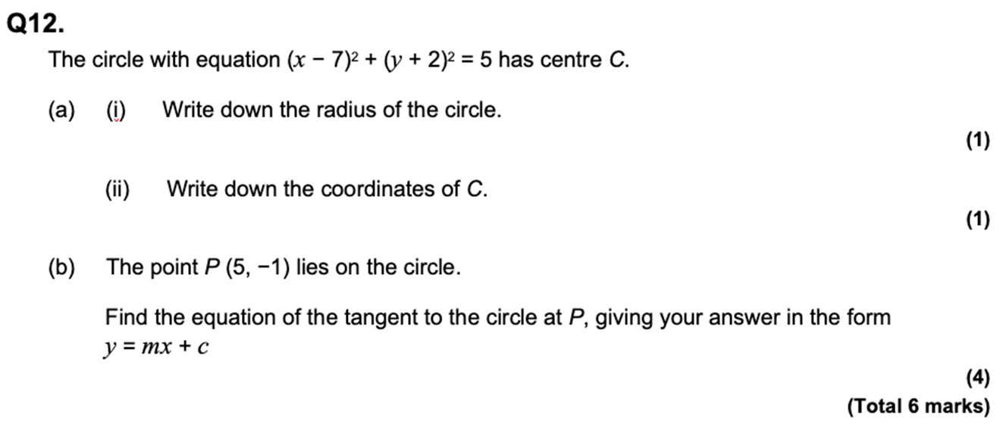 Q12.
The circle with equation (x − 7)² + (y + 2)² = 5 has centre C.
(a) (i) Write down the radius of the circle.
(1)
(ii) Write down the coordinates of C.
(1)
(b) The point P (5, −1) lies on the circle.
Find the equation of the tangent to the circle at P, giving your answer in the form
y = mx + c
(4)
(Total 6 marks)